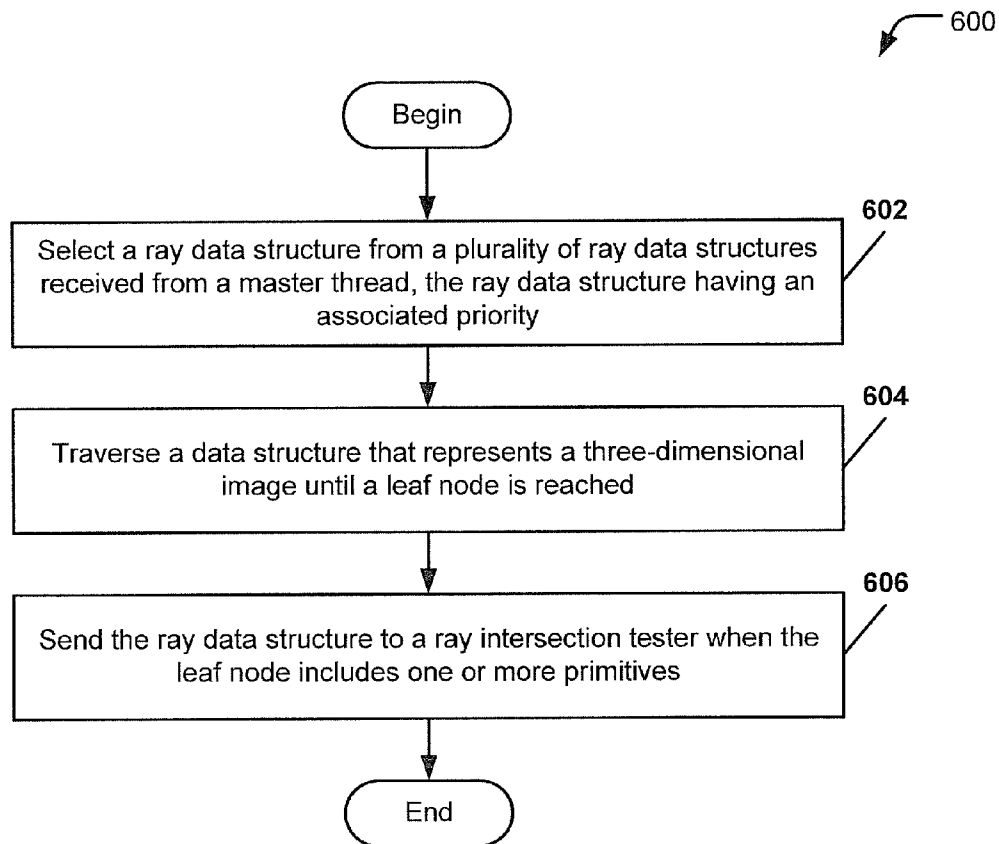 600
Begin
602
Select a ray data structure from a plurality of ray data structures
received from a master thread, the ray data structure having an
associated priority
604
Traverse a data structure that represents a three-dimensional
image until a leaf node is reached
606
Send the ray data structure to a ray intersection tester when the
leaf node includes one or more primitives
End